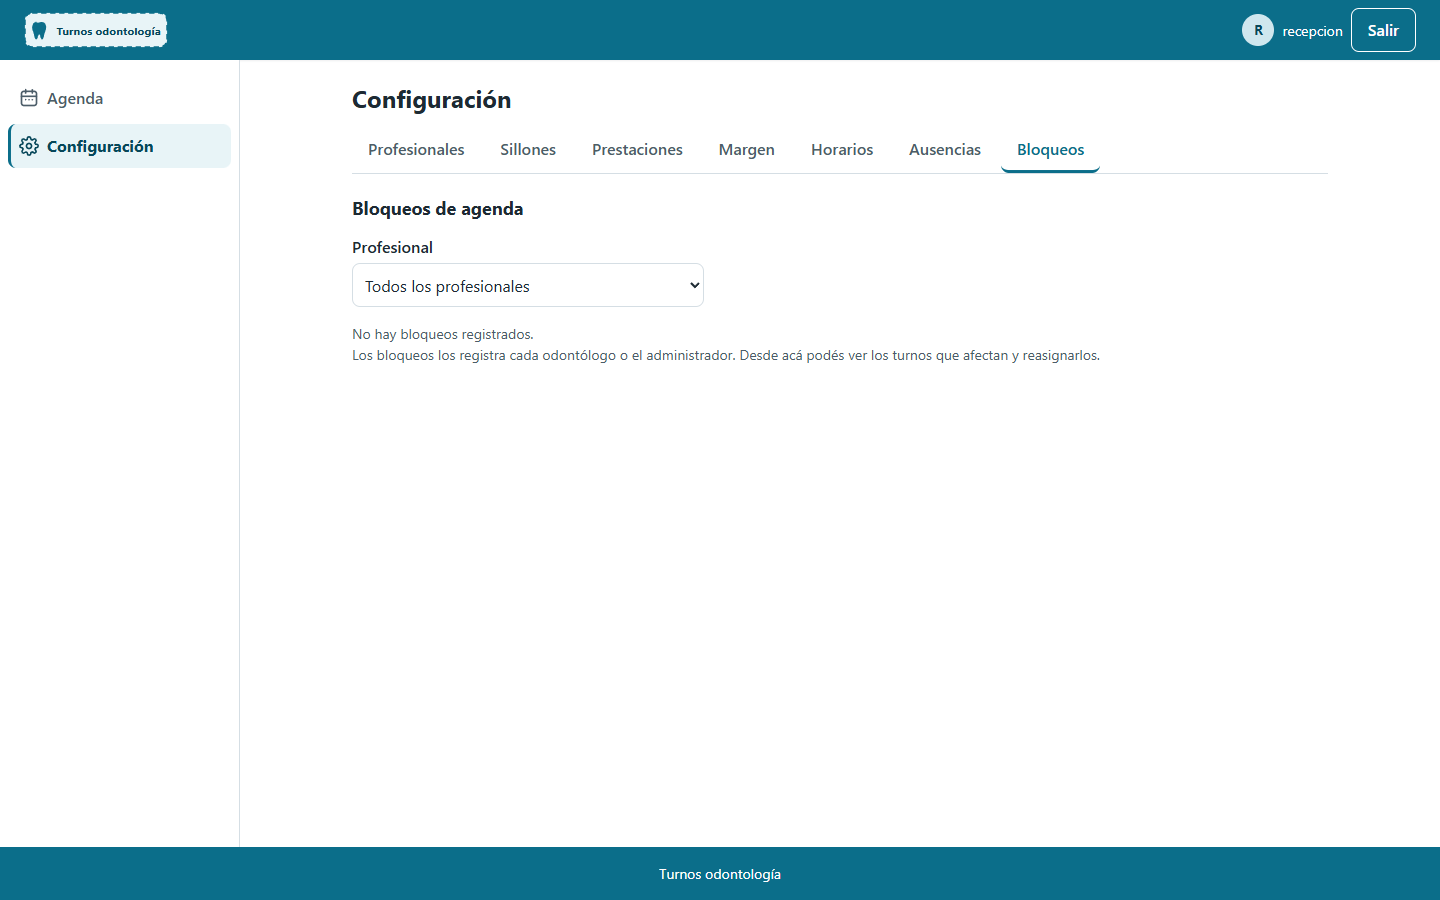 Turnos odontología
R recepcion Salir
Agenda
Configuración
Configuración
Profesionales Sillones Prestaciones Margen Horarios Ausencias Bloqueos
Bloqueos de agenda
Profesional
Todos los profesionales
No hay bloqueos registrados.
Los bloqueos los registra cada odontólogo o el administrador. Desde acá podés ver los turnos que afectan y reasignarlos.
Turnos odontología